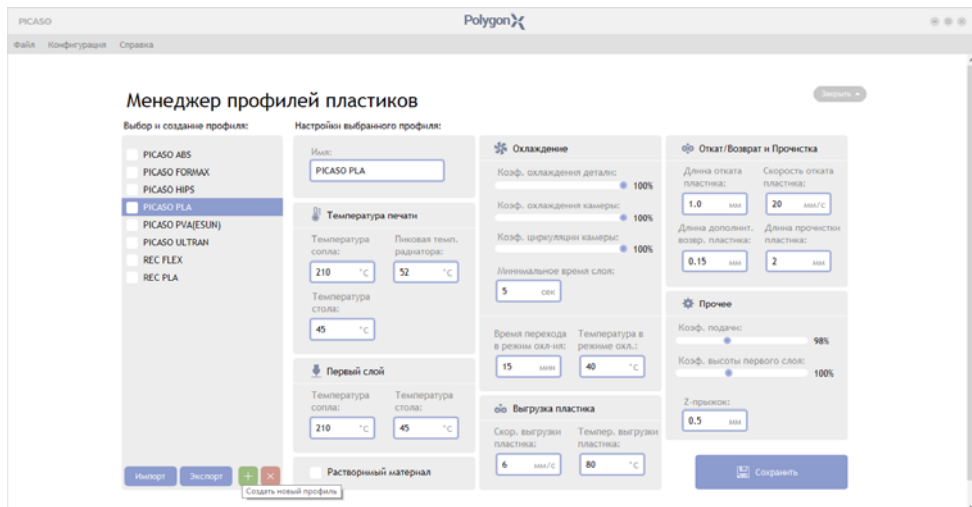 PICASO
Polygon X
Файл Конфигурация Справка
Менеджер профилей пластиков
Закрыть
Выбор и создание профиля:
PICASO ABS
PICASO FORMAX
PICASO HIPS
PICASO PLA
PICASO PVA(ESUN)
PICASO ULTRAN
REC FLEX
REC PLA
Импорт
Экспорт
+
×
Создать новый профиль
Настройки выбранного профиля:
Имя:
PICASO PLA
Температура печати
Температура
сопла:
210 °C
Пиковая темп.
радиатора:
52 °C
Температура
стола:
45 °C
Первый слой
Температура
сопла:
210 °C
Температура
стола:
45 °C
Растворимый материал
Охлаждение
Коэф. охлаждения детали:
100%
Коэф. охлаждения камеры:
100%
Коэф. циркуляции камеры:
100%
Минимальное время слоя:
5 сек
Время перехода
в режим охл-ия:
15 мин
Температура в
режиме охл.:
40 °C
Выгрузка пластика
Скор. выгрузки
пластика:
6 мм/с
Темпер. выгрузки
пластика:
80 °C
Откат/Возврат и Прочистка
Длина отката
пластика:
1.0 мм
Скорость отката
пластика:
20 мм/с
Длина дополнит.
возвр. пластика:
0.15 мм
Длина прочистки
пластика:
2 мм
Прочее
Коэф. подачи:
98%
Коэф. высоты первого слоя:
100%
Z-прыжок:
0.5 мм
Сохранить